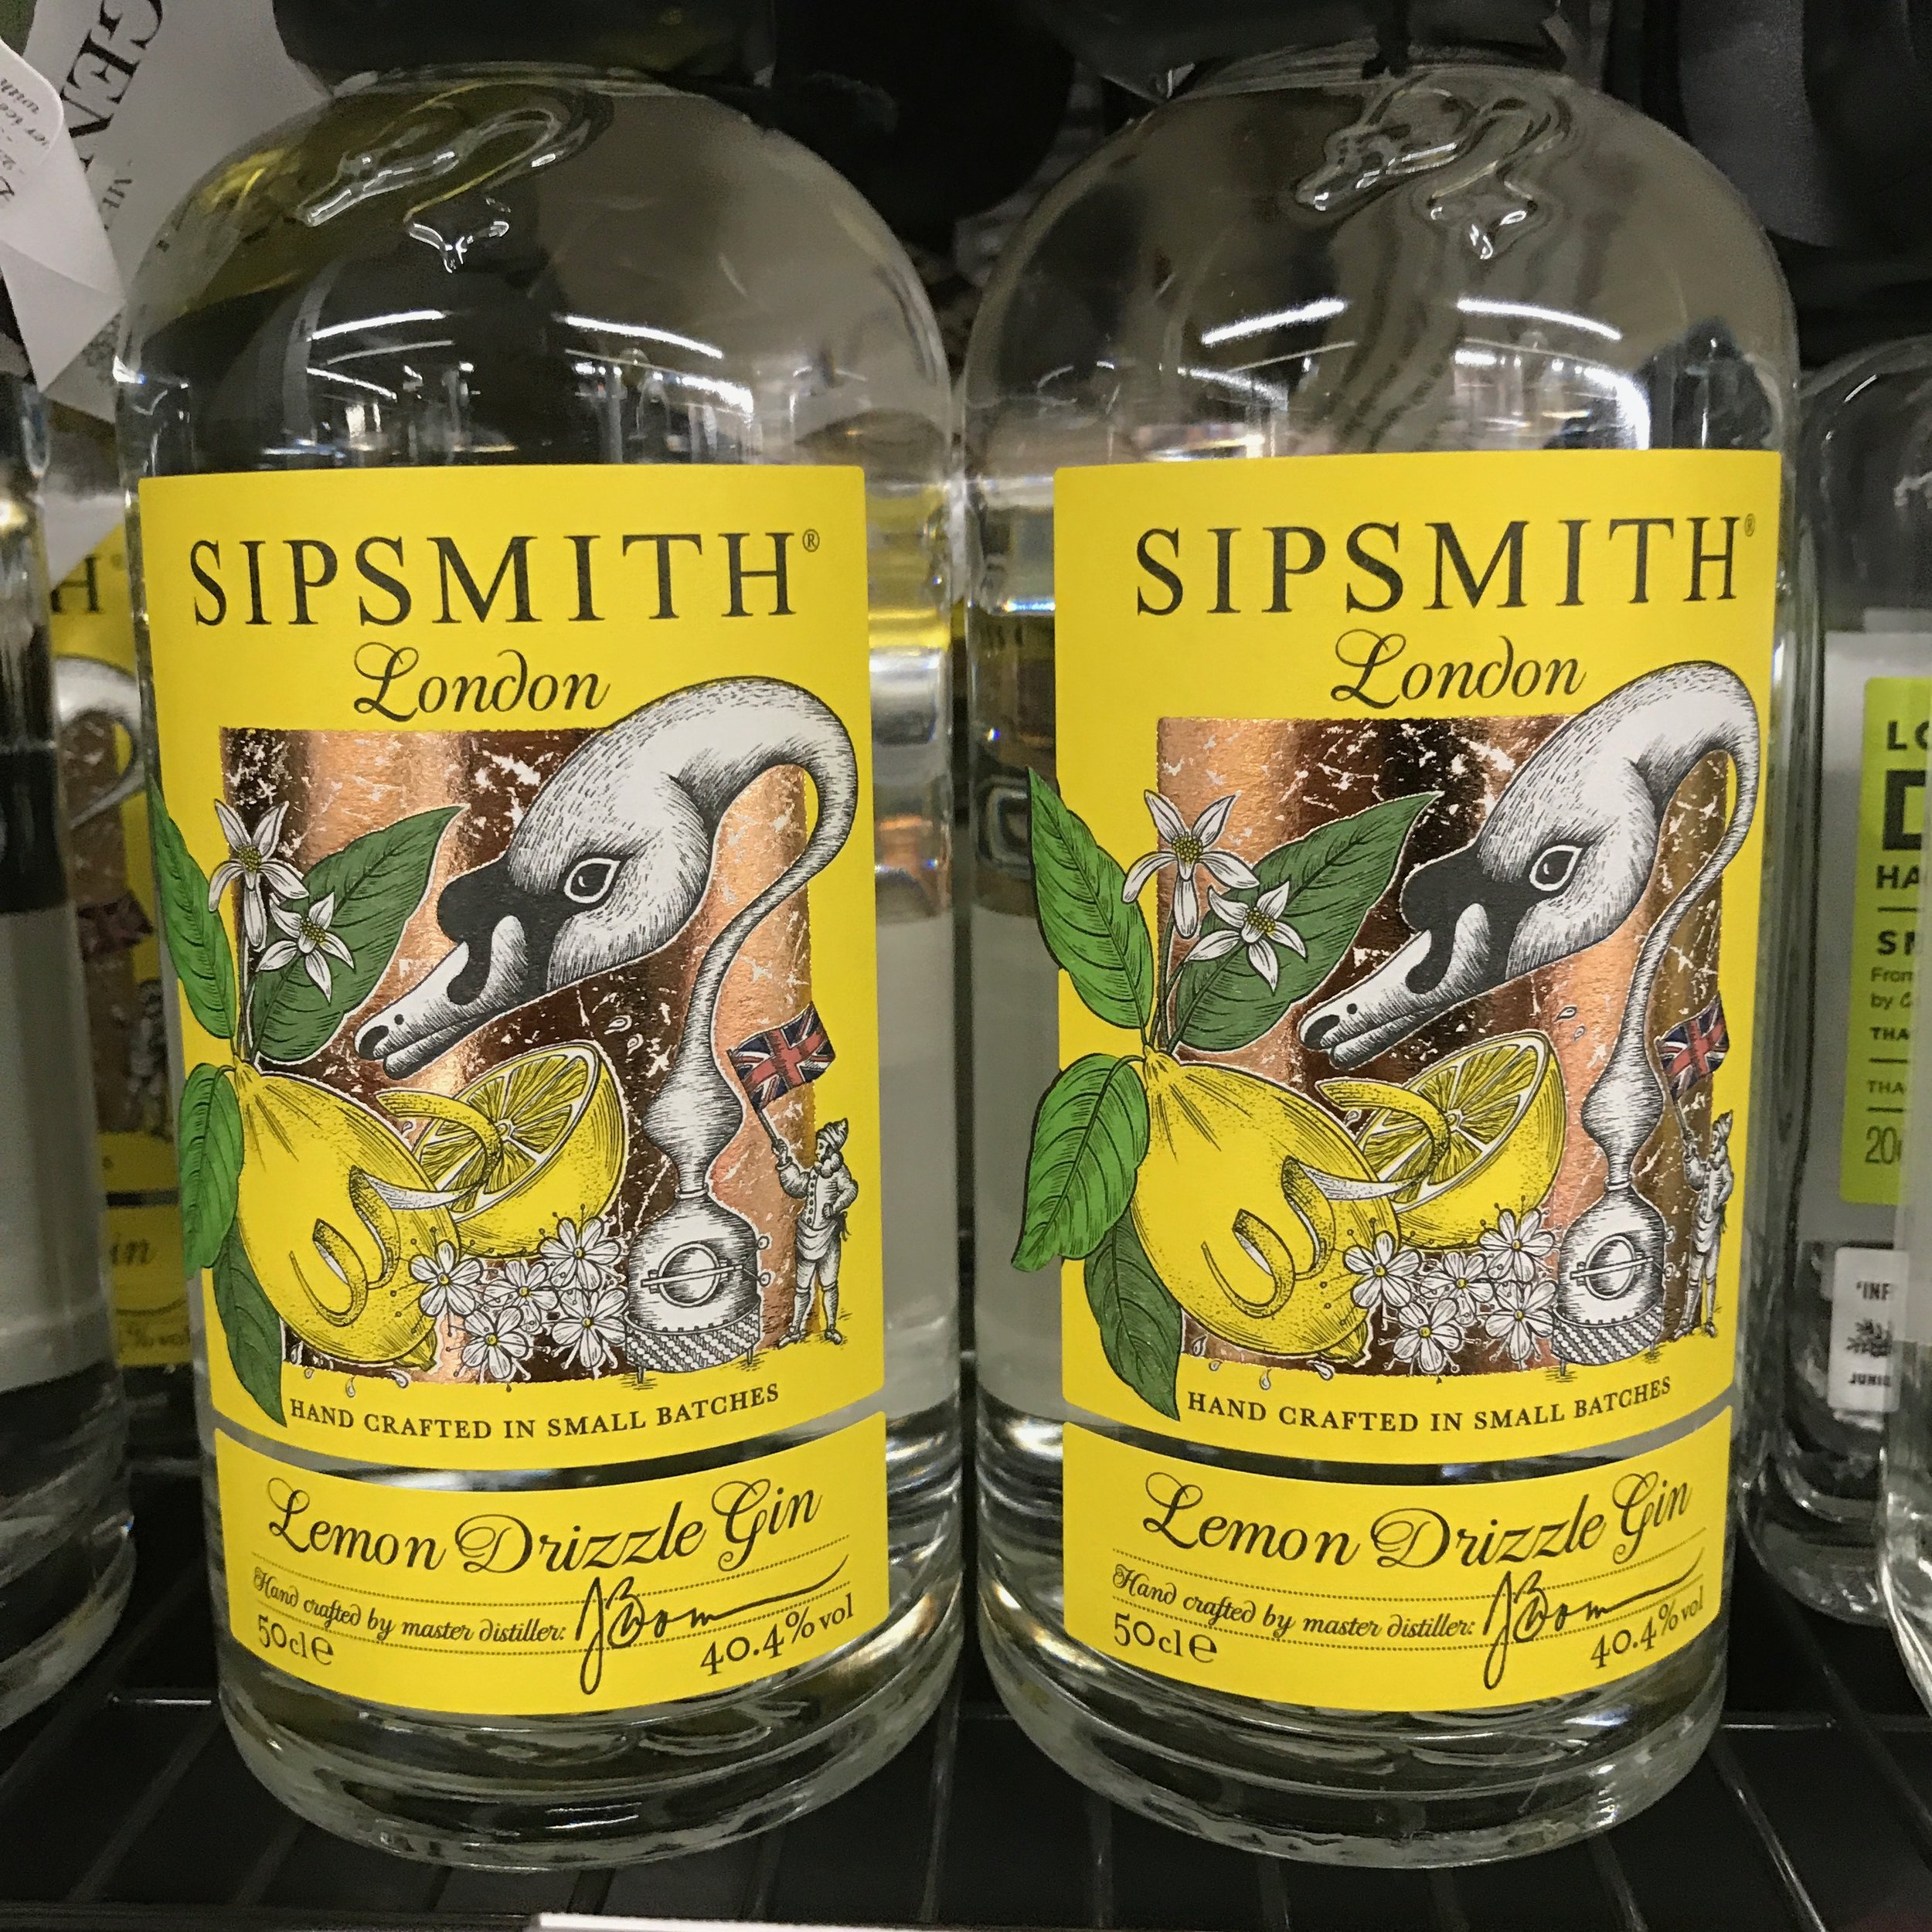 SIPSMITH®
London
HAND CRAFTED IN SMALL BATCHES
Lemon Drizzle Gin
Hand crafted by master distiller:
50cl e
40.4% vol
SIPSMITH®
London
HAND CRAFTED IN SMALL BATCHES
Lemon Drizzle Gin
Hand crafted by master distiller:
50cl e
40.4% vol